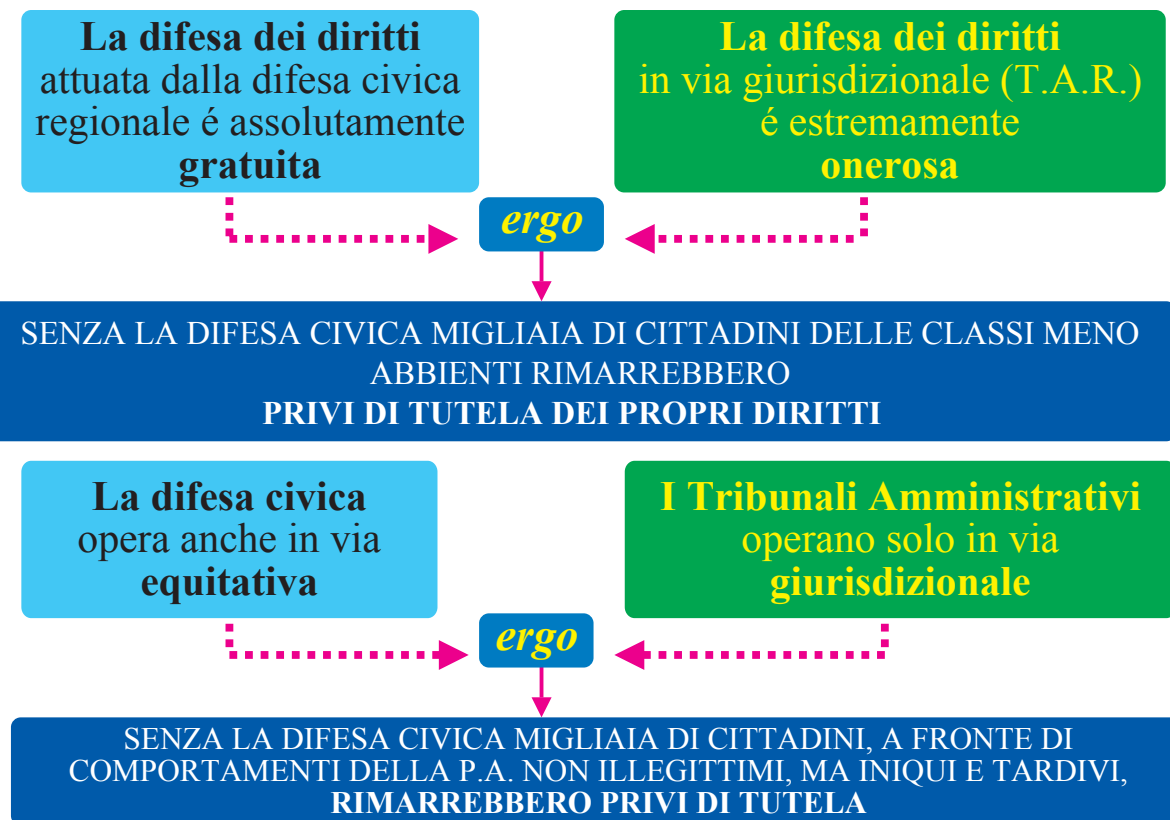 La difesa dei diritti
attuata dalla difesa civica
regionale é assolutamente
gratuita
La difesa dei diritti
in via giurisdizionale (T.A.R.)
é estremamente
onerosa
ergo
SENZA LA DIFESA CIVICA MIGLIAIA DI CITTADINI DELLE CLASSI MENO
ABBIENTI RIMARREBBERO
PRIVI DI TUTELA DEI PROPRI DIRITTI
La difesa civica
opera anche in via
equitativa
I Tribunali Amministrativi
operano solo in via
giurisdizionale
ergo
SENZA LA DIFESA CIVICA MIGLIAIA DI CITTADINI, A FRONTE DI
COMPORTAMENTI DELLA P.A. NON ILLEGITTIMI, MA INIQUI E TARDIVI,
RIMARREBBERO PRIVI DI TUTELA